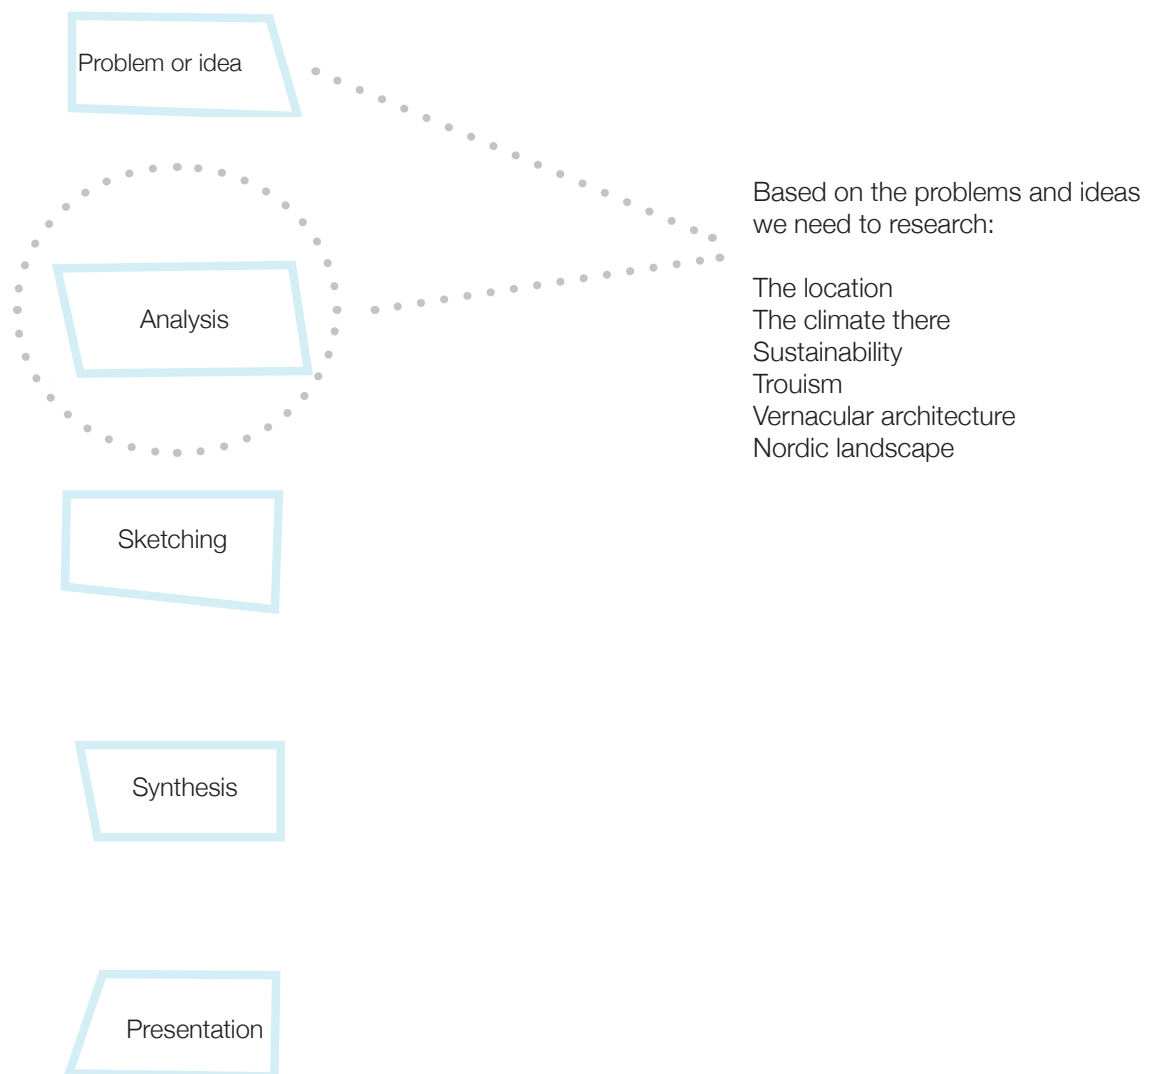 Problem or idea
Based on the problems and ideas
we need to research:
The location
The climate there
Sustainability
Trouism
Vernacular architecture
Nordic landscape
Analysis
Sketching
Synthesis
Presentation